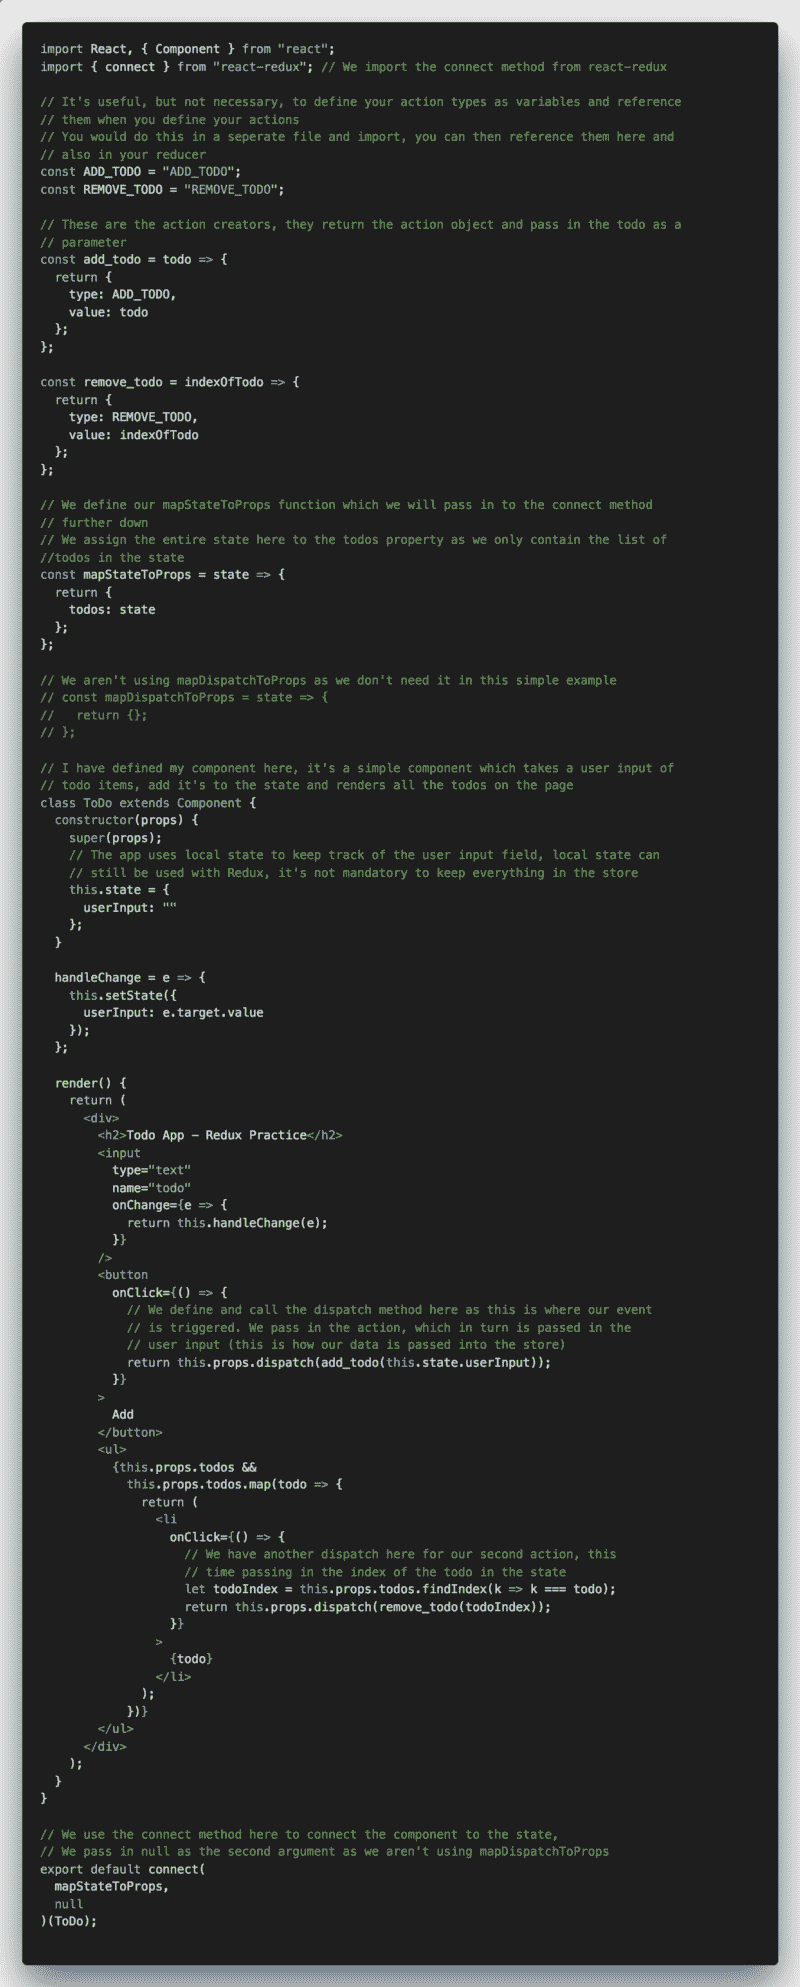 import React, { Component } from "react";
import { connect } from "react-redux"; // We import the connect method from react-redux

// It's useful, but not necessary, to define your action types as variables and reference
// them when you define your actions
// You would do this in a seperate file and import, you can then reference them here and
// also in your reducer
const ADD_TODO = "ADD_TODO";
const REMOVE_TODO = "REMOVE_TODO";

// These are the action creators, they return the action object and pass in the todo as a
// parameter
const add_todo = todo => {
  return {
    type: ADD_TODO,
    value: todo
  };
};

const remove_todo = indexOfTodo => {
  return {
    type: REMOVE_TODO,
    value: indexOfTodo
  };
};

// We define our mapStateToProps function which we will pass in to the connect method
// further down
// We assign the entire state here to the todos property as we only contain the list of
//todos in the state
const mapStateToProps = state => {
  return {
    todos: state
  };
};

// We aren't using mapDispatchToProps as we don't need it in this simple example
// const mapDispatchToProps = state => {
//   return {};
// };

// I have defined my component here, it's a simple component which takes a user input of
// todo items, add it's to the state and renders all the todos on the page
class ToDo extends Component {
  constructor(props) {
    super(props);
    // The app uses local state to keep track of the user input field, local state can
    // still be used with Redux, it's not mandatory to keep everything in the store
    this.state = {
      userInput: ""
    };
  }

  handleChange = e => {
    this.setState({
      userInput: e.target.value
    });
  };

  render() {
    return (
      <div>
        <h2>Todo App - Redux Practice</h2>
        <input
          type="text"
          name="todo"
          onChange={e => {
            return this.handleChange(e);
          }}
        />
        <button
          onClick={() => {
            // We define and call the dispatch method here as this is where our event
            // is triggered. We pass in the action, which in turn is passed in the
            // user input (this is how our data is passed into the store)
            return this.props.dispatch(add_todo(this.state.userInput));
          }}
        >
          Add
        </button>
        <ul>
          {this.props.todos &&
            this.props.todos.map(todo => {
              return (
                <li
                  onClick={() => {
                    // We have another dispatch here for our second action, this
                    // time passing in the index of the todo in the state
                    let todoIndex = this.props.todos.findIndex(k => k === todo);
                    return this.props.dispatch(remove_todo(todoIndex));
                  }}
                >
                  {todo}
                </li>
              );
            })}
        </ul>
      </div>
    );
  }
}

// We use the connect method here to connect the component to the state,
// We pass in null as the second argument as we aren't using mapDispatchToProps
export default connect(
  mapStateToProps,
  null
)(ToDo);